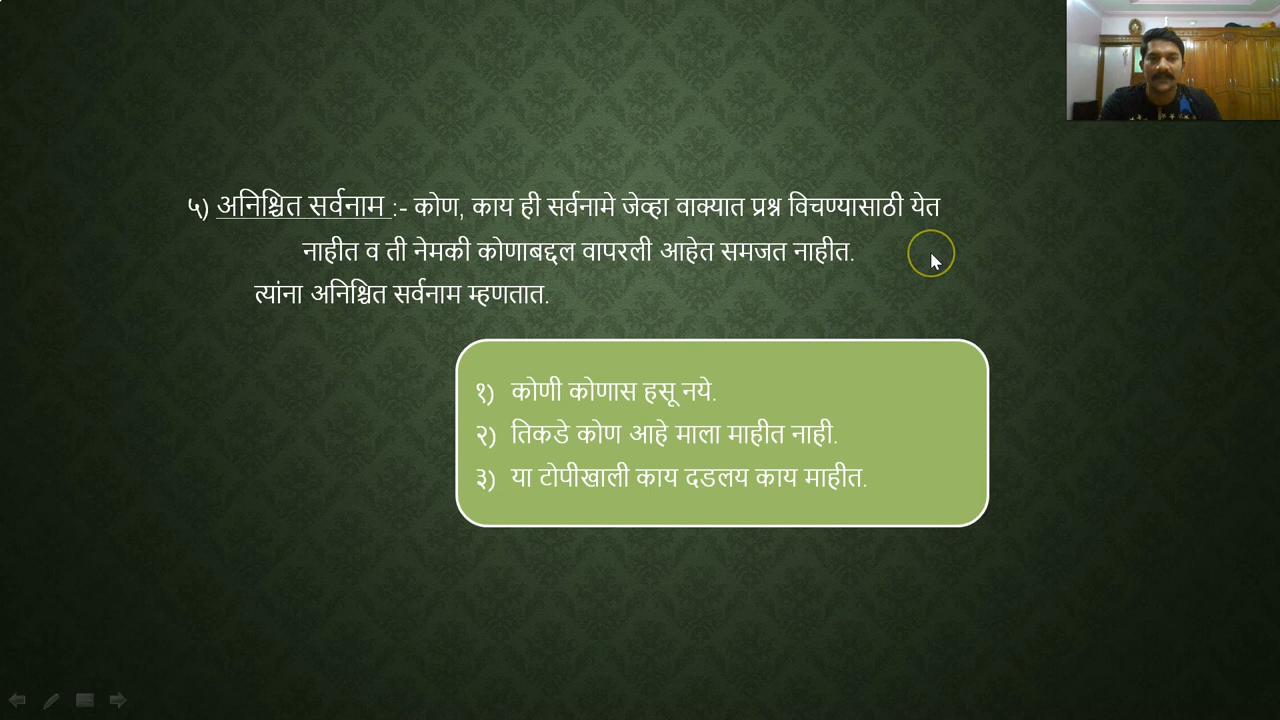 ५) अनिश्चित सर्वनाम :- कोण, काय ही सर्वनामे जेव्हा वाक्यात प्रश्न विचण्यासाठी येत
नाहीत व ती नेमकी कोणाबद्दल वापरली आहेत समजत नाहीत.
त्यांना अनिश्चित सर्वनाम म्हणतात.
१) कोणी कोणास हसू नये.
२) तिकडे कोण आहे माला माहीत नाही.
३) या टोपीखाली काय दडलय काय माहीत.